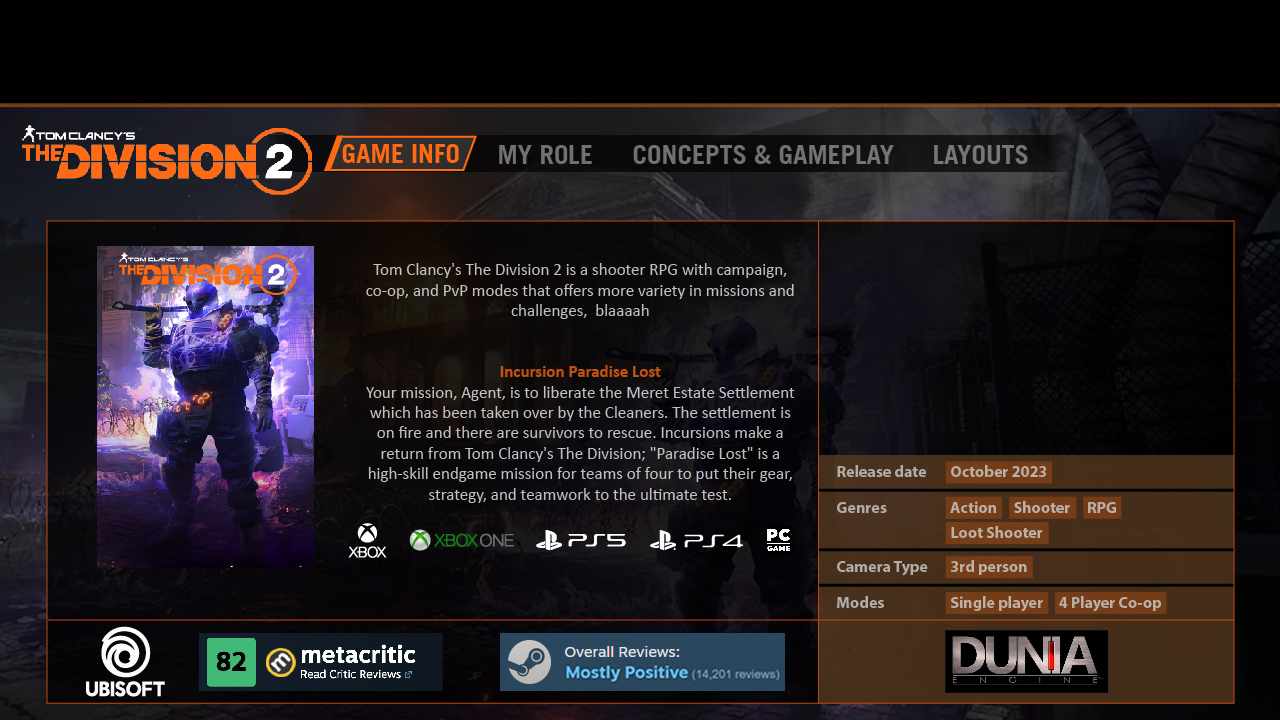 TOM CLANCY'S
THE DIVISION 2
GAME INFO
MY ROLE
CONCEPTS & GAMEPLAY
LAYOUTS
TOM CLANCY'S
THE DIVISION 2
Tom Clancy's The Division 2 is a shooter RPG with campaign,
co-op, and PvP modes that offers more variety in missions and
challenges,  blaaaah
Incursion Paradise Lost
Your mission, Agent, is to liberate the Meret Estate Settlement
which has been taken over by the Cleaners. The settlement is
on fire and there are survivors to rescue. Incursions make a
return from Tom Clancy's The Division; "Paradise Lost" is a
high-skill endgame mission for teams of four to put their gear,
strategy, and teamwork to the ultimate test.
XBOX
XBOX ONE
PS5
PS4
PC
GAME
Release date October 2023
Genres Action Shooter RPG
Loot Shooter
Camera Type 3rd person
Modes Single player 4 Player Co-op
UBISOFT
82
metacritic
Read Critic Reviews
Overall Reviews:
Mostly Positive (14,201 reviews)
DUNIA
ENGINE